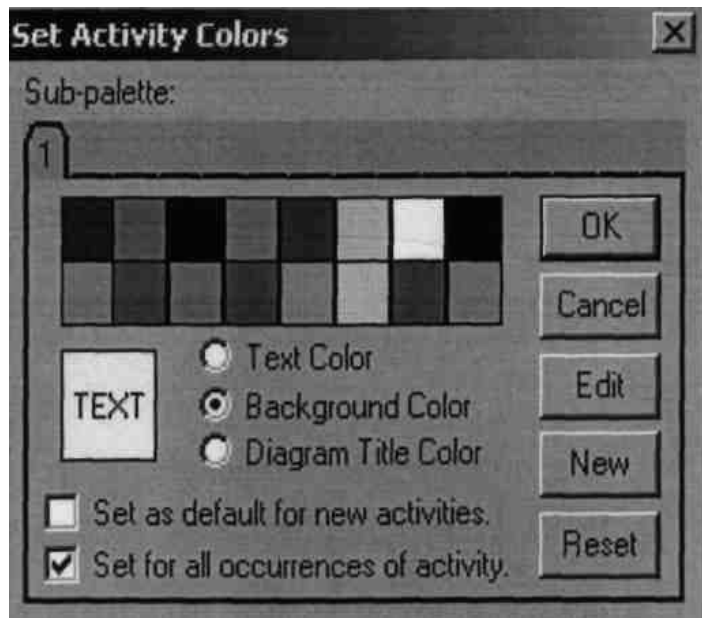 Set Activity Colors
Sub-palette:
1
OK
Cancel
TEXT
Text Color
Edit
Background Color
Diagram Title Color
New
Set as default for new activities.
Reset
Set for all occurrences of activity.